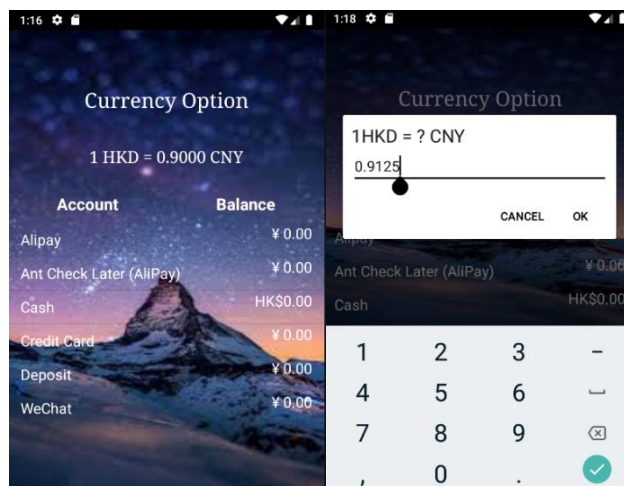 1:16
Currency Option
1 HKD = 0.9000 CNY
Account Balance
Alipay ¥ 0.00
Ant Check Later (AliPay) ¥ 0.00
Cash HK$0.00
Credit Card ¥ 0.00
Deposit ¥ 0.00
WeChat ¥ 0.00
1:18
Currency Option
1HKD = ? CNY
0.9125
CANCEL OK
Alipay
Ant Check Later (AliPay) ¥ 0.00
Cash HK$0.00
1 2 3 -
4 5 6
7 8 9
, 0 .